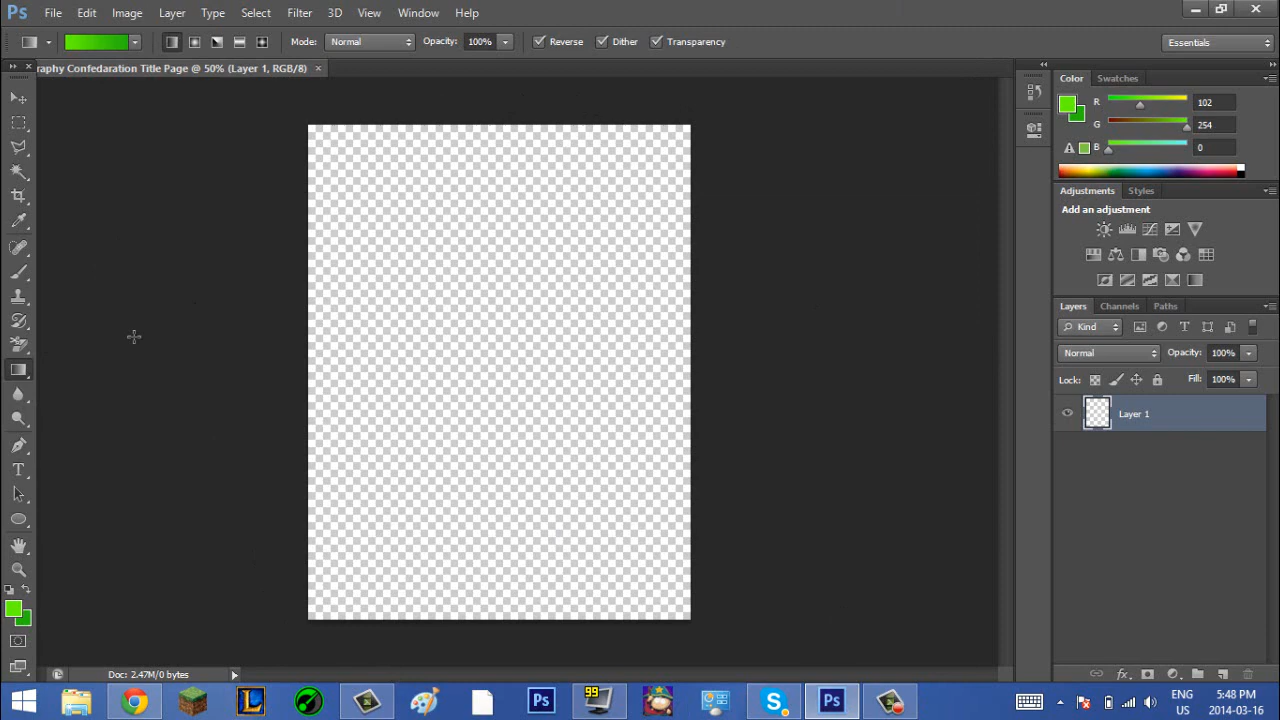 Ps File Edit Image Layer Type Select Filter 3D View Window Help
Mode: Normal Opacity: 100% Reverse Dither Transparency Essentials
raphy Confedaration Title Page @ 50% (Layer 1, RGB/8) ×
Color Swatches
R 102
G 254
B 0
Adjustments Styles
Add an adjustment
Layers Channels Paths
Kind
Normal Opacity: 100%
Lock: Fill: 100%
Layer 1
Doc: 2.47M/0 bytes
99
ENG 5:48 PM
US 2014-03-16